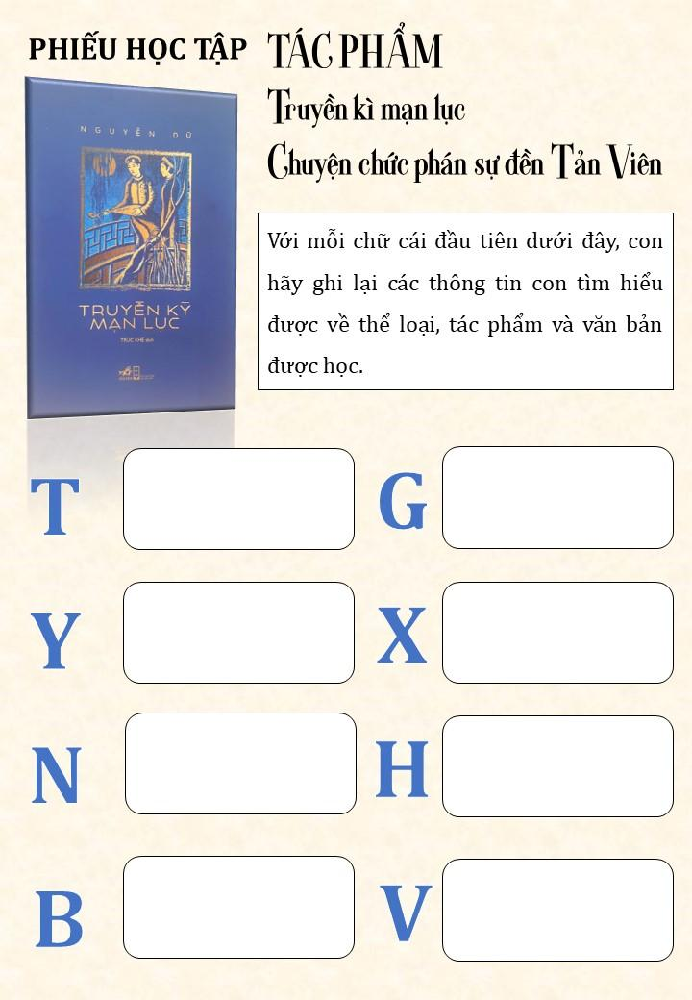 PHIẾU HỌC TẬP
TÁC PHẨM
Truyền kì mạn lục
Chuyện chức phán sự đền Tản Viên
NGUYỄN DỮ
TRUYỀN KỲ
MẠN LỤC
TRÚC KHÊ dịch
Với mỗi chữ cái đầu tiên dưới đây, con
hãy ghi lại các thông tin con tìm hiểu
được về thể loại, tác phẩm và văn bản
được học.
T
G
Y
X
N
H
B
V